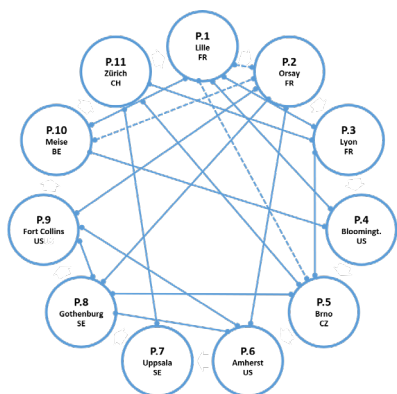 P.1
Lille
FR
P.2
Orsay
FR
P.3
Lyon
FR
P.4
Bloomingt.
US
P.5
Brno
CZ
P.6
Amherst
US
P.7
Uppsala
SE
P.8
Gothenburg
SE
P.9
Fort Collins
US
P.10
Meise
BE
P.11
Zürich
CH